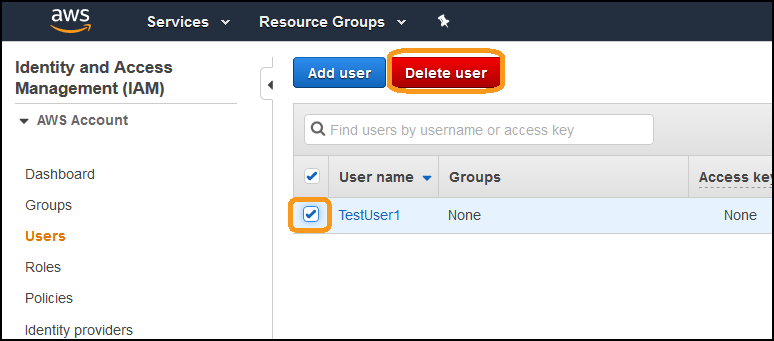 aws Services Resource Groups
Identity and Access
Management (IAM)
AWS Account
Dashboard
Groups
Users
Roles
Policies
Identity providers
Add user Delete user
Find users by username or access key
User name Groups Access key
TestUser1 None None